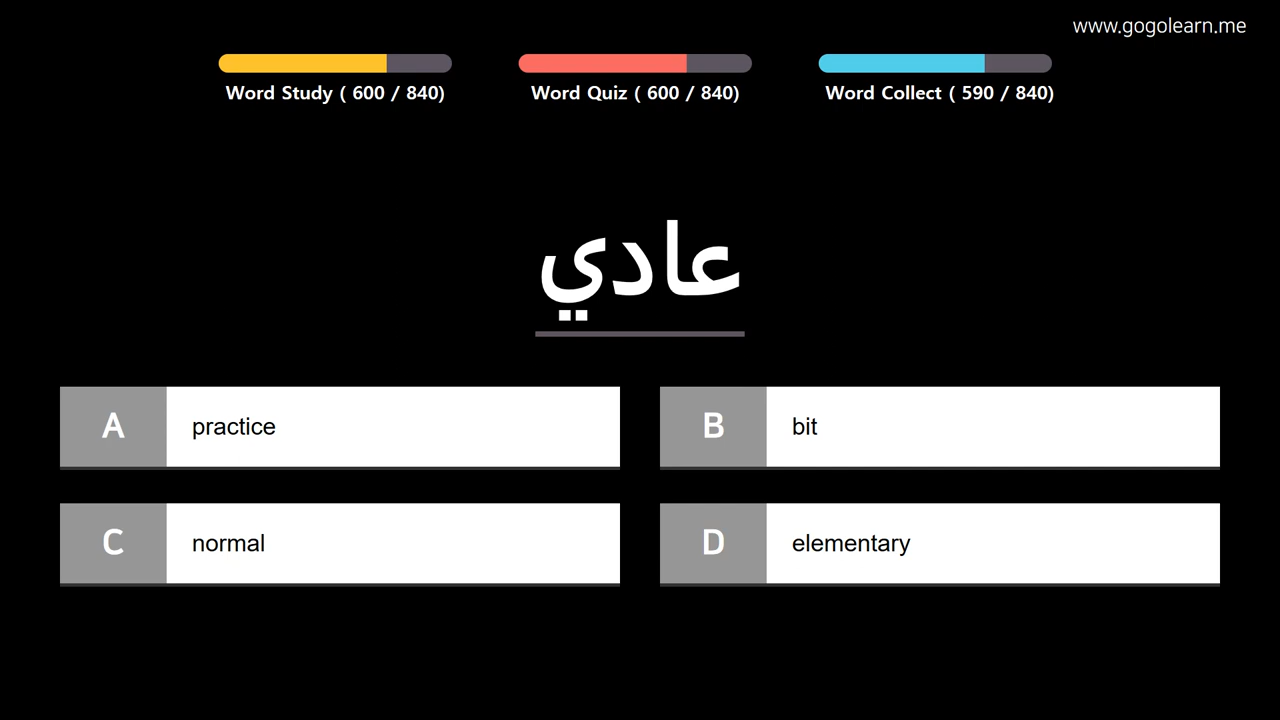 www.gogolearn.me
Word Study ( 600 / 840)
Word Quiz ( 600 / 840)
Word Collect ( 590 / 840)
عادي
A practice
B bit
C normal
D elementary